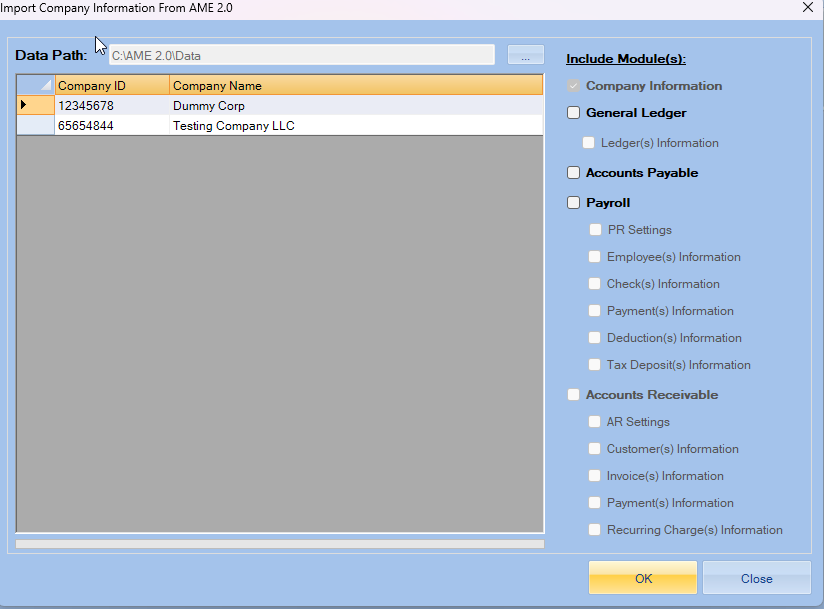 Import Company Information From AME 2.0
Data Path:
C:\AME 2.0\Data
...
Company ID Company Name
12345678 Dummy Corp
65654844 Testing Company LLC
Include Module(s):
Company Information
General Ledger
Ledger(s) Information
Accounts Payable
Payroll
PR Settings
Employee(s) Information
Check(s) Information
Payment(s) Information
Deduction(s) Information
Tax Deposit(s) Information
Accounts Receivable
AR Settings
Customer(s) Information
Invoice(s) Information
Payment(s) Information
Recurring Charge(s) Information
OK
Close